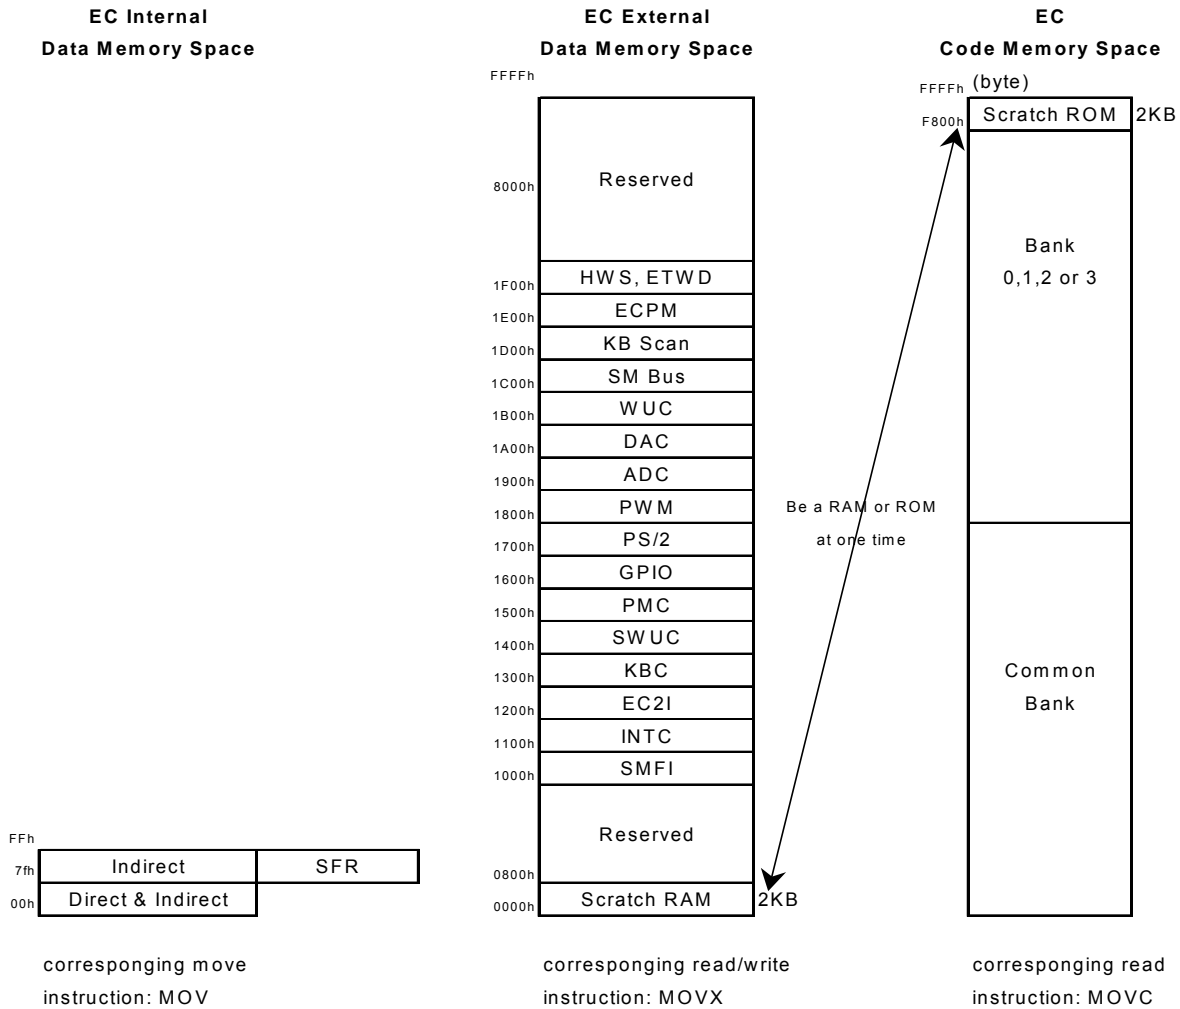 EC Internal
Data Memory Space
FFh
7fh
00h
Indirect
SFR
Direct & Indirect
corresponging move
instruction: MOV
EC External
Data Memory Space
FFFFh
Reserved
8000h
HWS, ETWD
1F00h
ECPM
1E00h
KB Scan
1D00h
SM Bus
1C00h
WUC
1B00h
DAC
1A00h
ADC
1900h
PWM
1800h
PS/2
1700h
GPIO
1600h
PMC
1500h
SWUC
1400h
KBC
1300h
EC2I
1200h
INTC
1100h
SMFI
1000h
Reserved
0800h
Scratch RAM
2KB
0000h
corresponging read/write
instruction: MOVX
Be a RAM or ROM
at one time
EC
Code Memory Space
(byte)
FFFFh
Scratch ROM
2KB
F800h
Bank
0,1,2 or 3
Common
Bank
corresponging read
instruction: MOVC